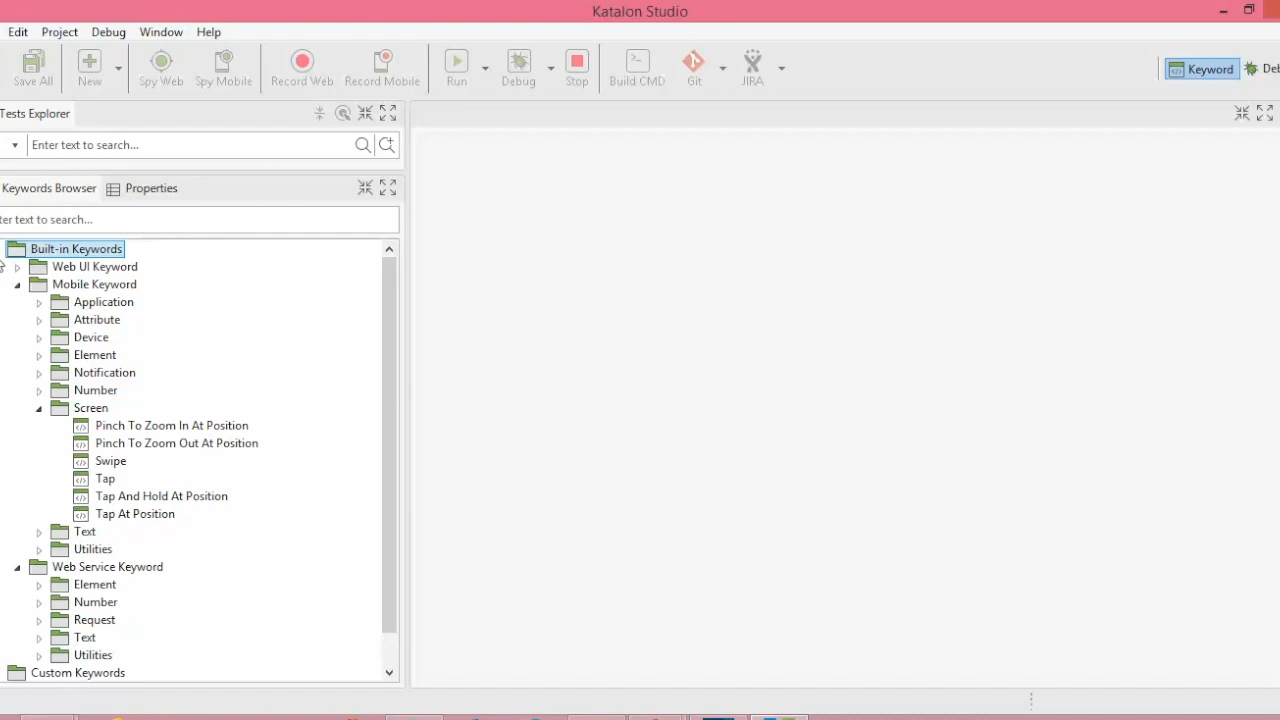 Katalon Studio
Edit Project Debug Window Help
Save All New Spy Web Spy Mobile Record Web Record Mobile Run Debug Stop Build CMD Git JIRA Keyword
Tests Explorer
Enter text to search...
Keywords Browser Properties
text to search...
Built-in Keywords
Web UI Keyword
Mobile Keyword
Application
Attribute
Device
Element
Notification
Number
Screen
Pinch To Zoom In At Position
Pinch To Zoom Out At Position
Swipe
Tap
Tap And Hold At Position
Tap At Position
Text
Utilities
Web Service Keyword
Element
Number
Request
Text
Utilities
Custom Keywords